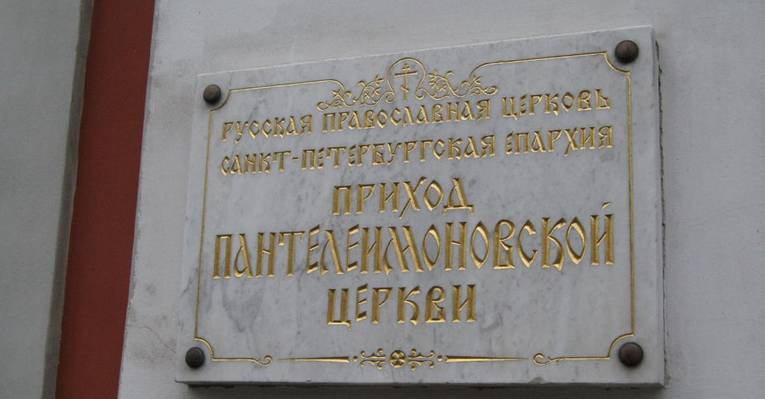 РУССКАЯ ПРАВОСЛАВНАЯ ЦЕРКОВЬ
САНКТ-ПЕТЕРБУРГСКАЯ ЕПАРХИЯ
ПРИХОД
ПАНТЕЛЕИМОНОВСКОЙ
ЦЕРКВИ